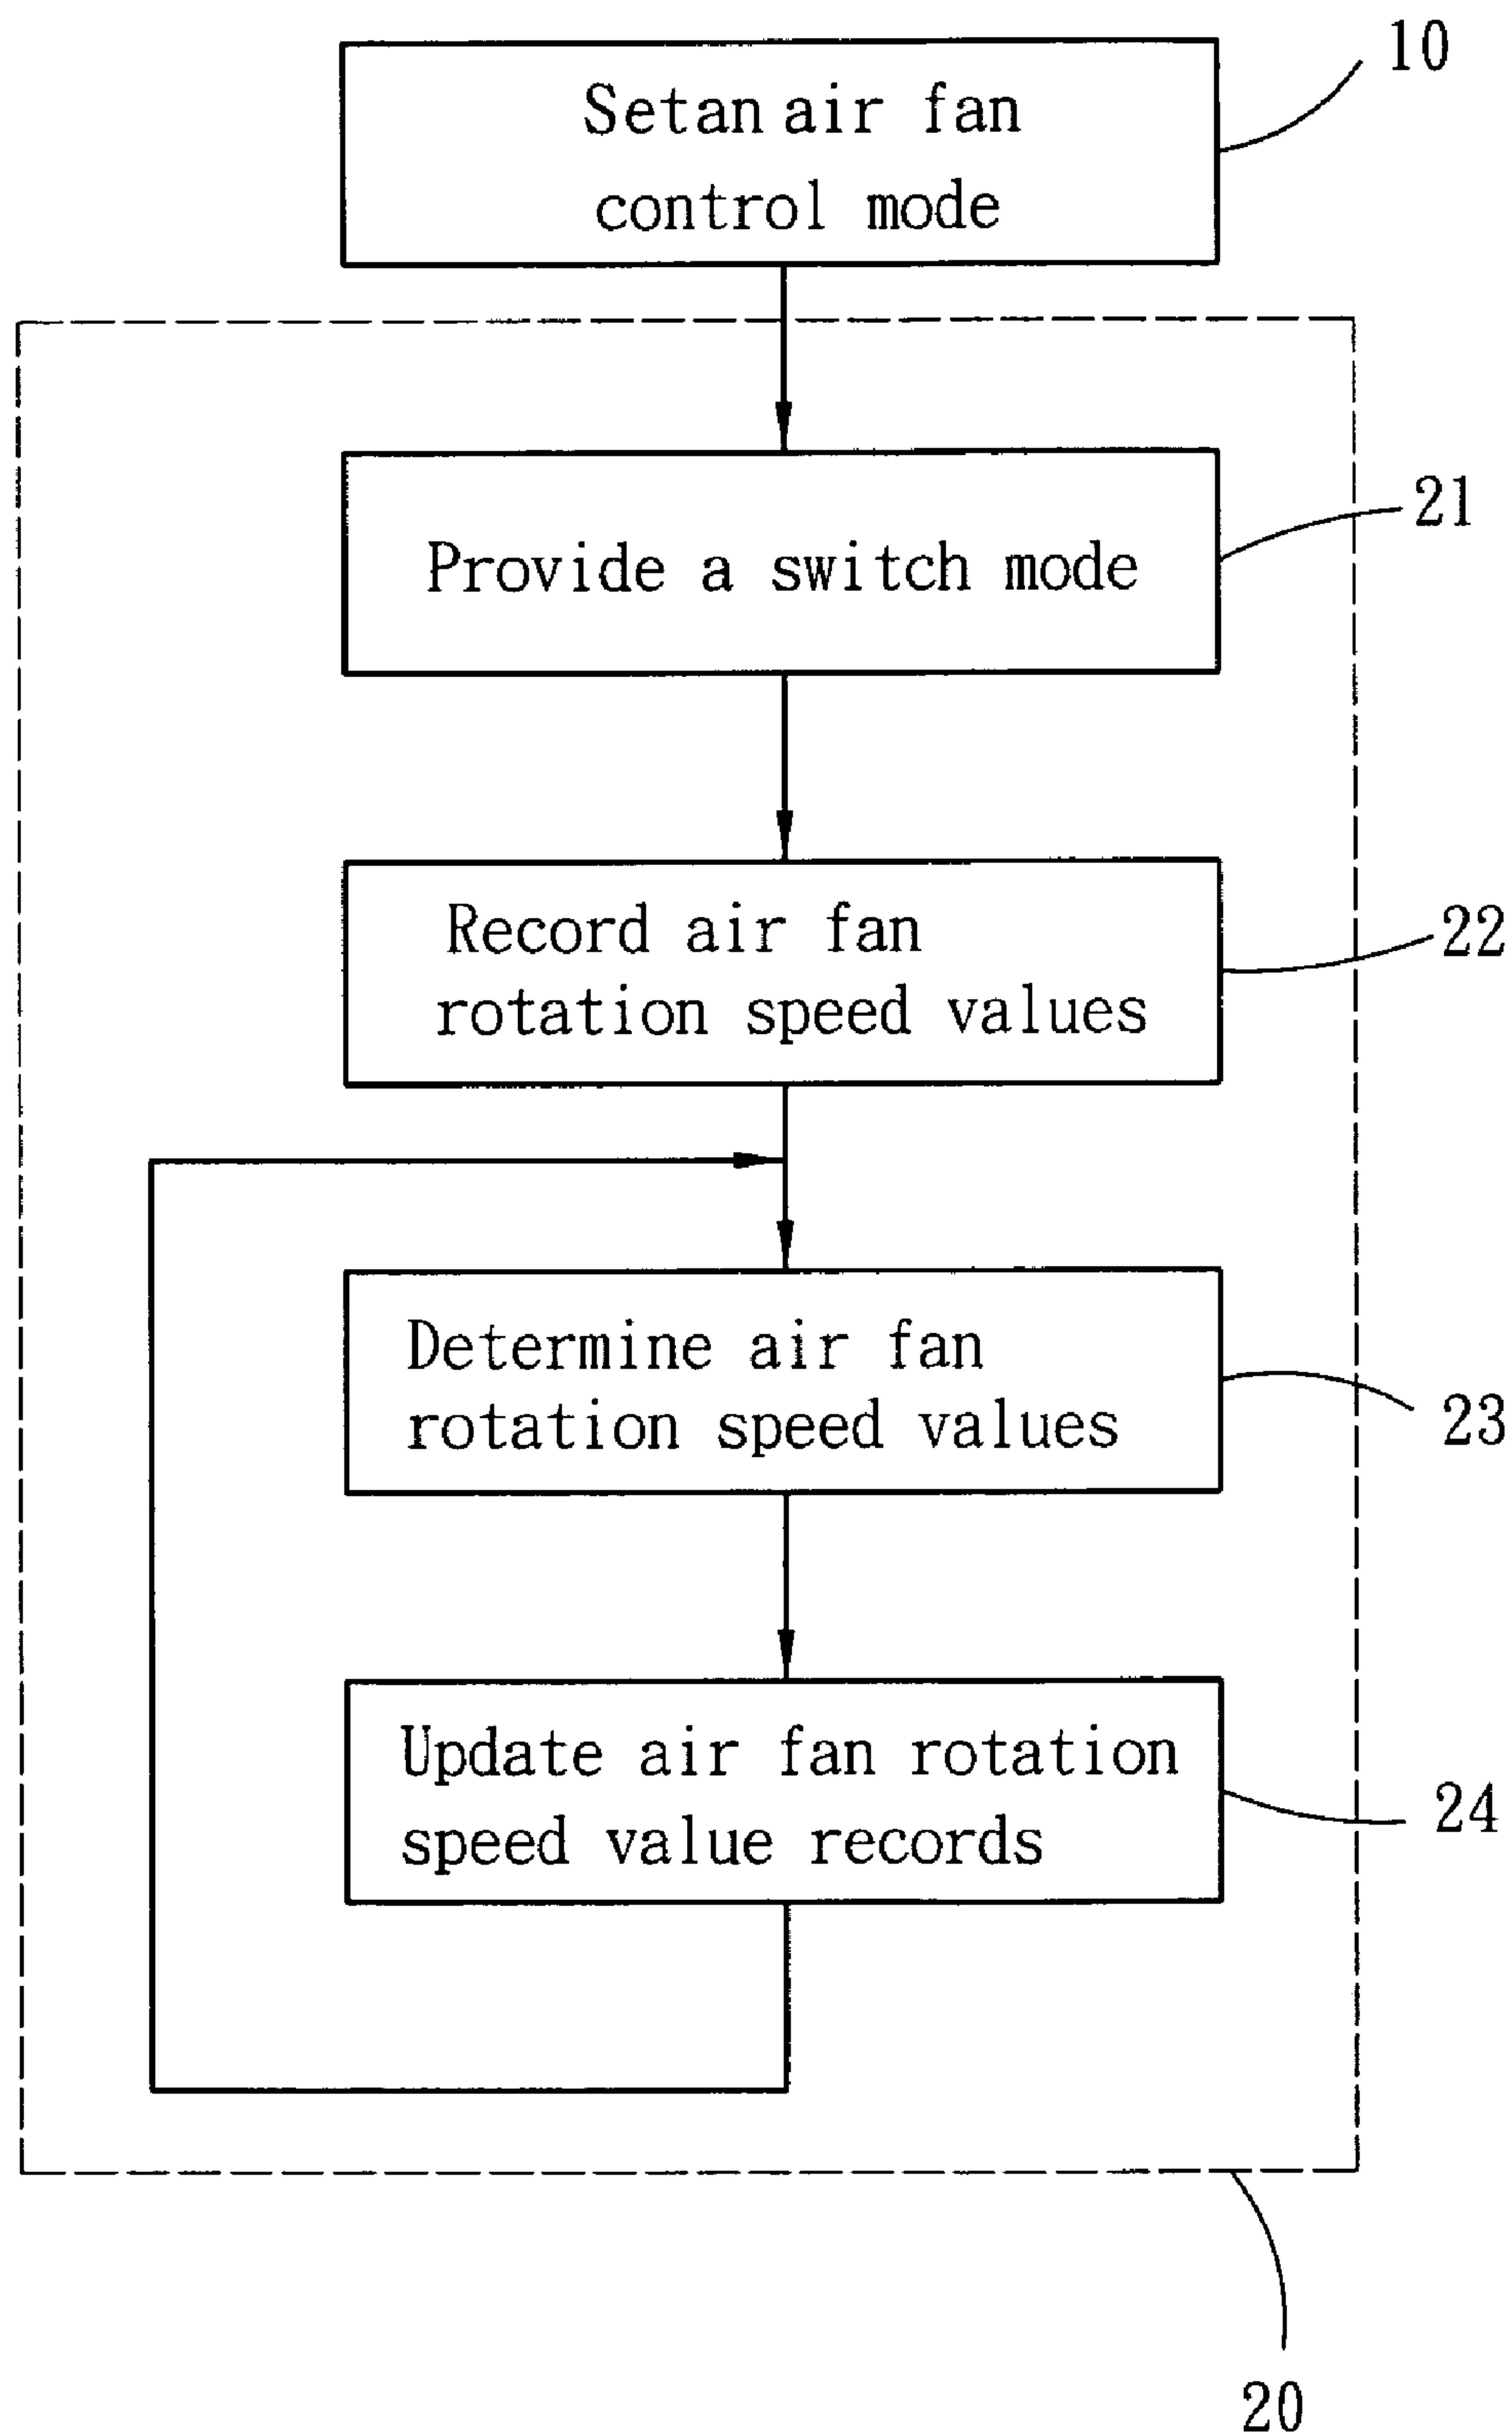 10
Setan air fan
control mode
21
Provide a switch mode
22
Record air fan
rotation speed values
23
Determine air fan
rotation speed values
24
Update air fan rotation
speed value records
20